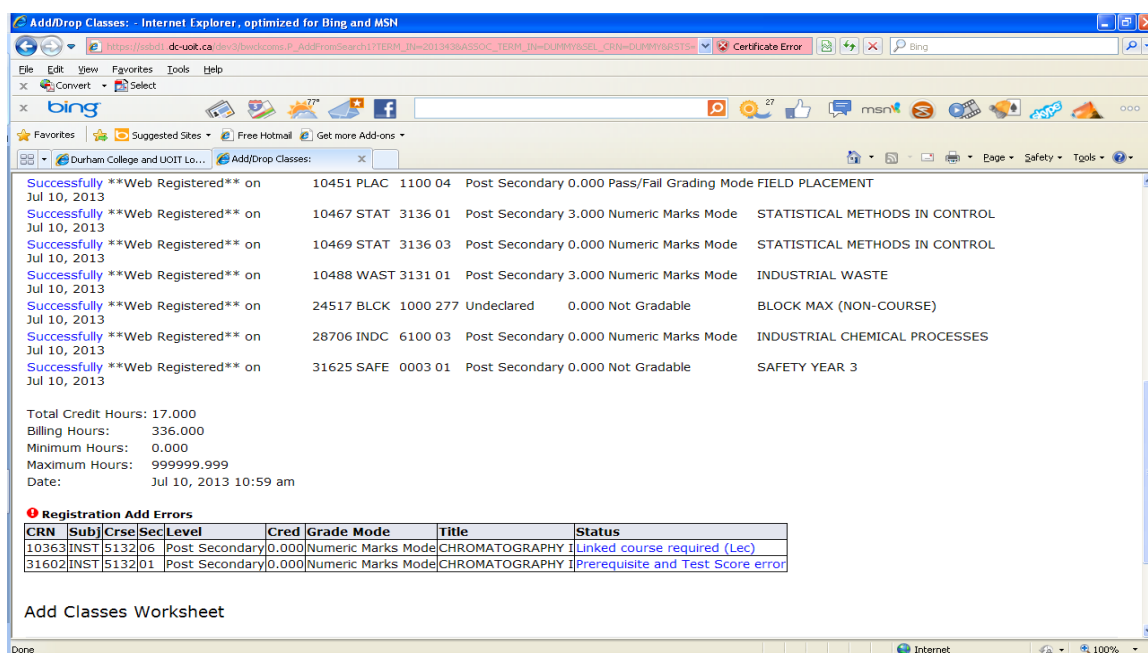 Add/Drop Classes: - Internet Explorer, optimized for Bing and MSN
https://ssbd1.dc-uoit.ca/dev3/bwckcoms.P_AddFromSearch1?TERM_IN=201343&ASSOC_TERM_IN=DUMMY&SEL_CRN=DUMMY&RSTS= Certificate Error Bing
File Edit View Favorites Tools Help
x Convert Select
x bing 77° f 27 msn
Favorites Suggested Sites Free Hotmail Get more Add-ons
Durham College and UOIT Lo... Add/Drop Classes: x Page Safety Tools
Successfully **Web Registered** on 10451 PLAC 1100 04 Post Secondary 0.000 Pass/Fail Grading Mode FIELD PLACEMENT
Jul 10, 2013
Successfully **Web Registered** on 10467 STAT 3136 01 Post Secondary 3.000 Numeric Marks Mode STATISTICAL METHODS IN CONTROL
Jul 10, 2013
Successfully **Web Registered** on 10469 STAT 3136 03 Post Secondary 0.000 Numeric Marks Mode STATISTICAL METHODS IN CONTROL
Jul 10, 2013
Successfully **Web Registered** on 10488 WAST 3131 01 Post Secondary 3.000 Numeric Marks Mode INDUSTRIAL WASTE
Jul 10, 2013
Successfully **Web Registered** on 24517 BLCK 1000 277 Undeclared 0.000 Not Gradable BLOCK MAX (NON-COURSE)
Jul 10, 2013
Successfully **Web Registered** on 28706 INDC 6100 03 Post Secondary 0.000 Numeric Marks Mode INDUSTRIAL CHEMICAL PROCESSES
Jul 10, 2013
Successfully **Web Registered** on 31625 SAFE 0003 01 Post Secondary 0.000 Not Gradable SAFETY YEAR 3
Jul 10, 2013
Total Credit Hours: 17.000
Billing Hours: 336.000
Minimum Hours: 0.000
Maximum Hours: 999999.999
Date: Jul 10, 2013 10:59 am
Registration Add Errors
CRN Subj Crse Sec Level Cred Grade Mode Title Status
10363 INST 5132 06 Post Secondary 0.000 Numeric Marks Mode CHROMATOGRAPHY I Linked course required (Lec)
31602 INST 5132 01 Post Secondary 0.000 Numeric Marks Mode CHROMATOGRAPHY I Prerequisite and Test Score error
Add Classes Worksheet
Done Internet 100%